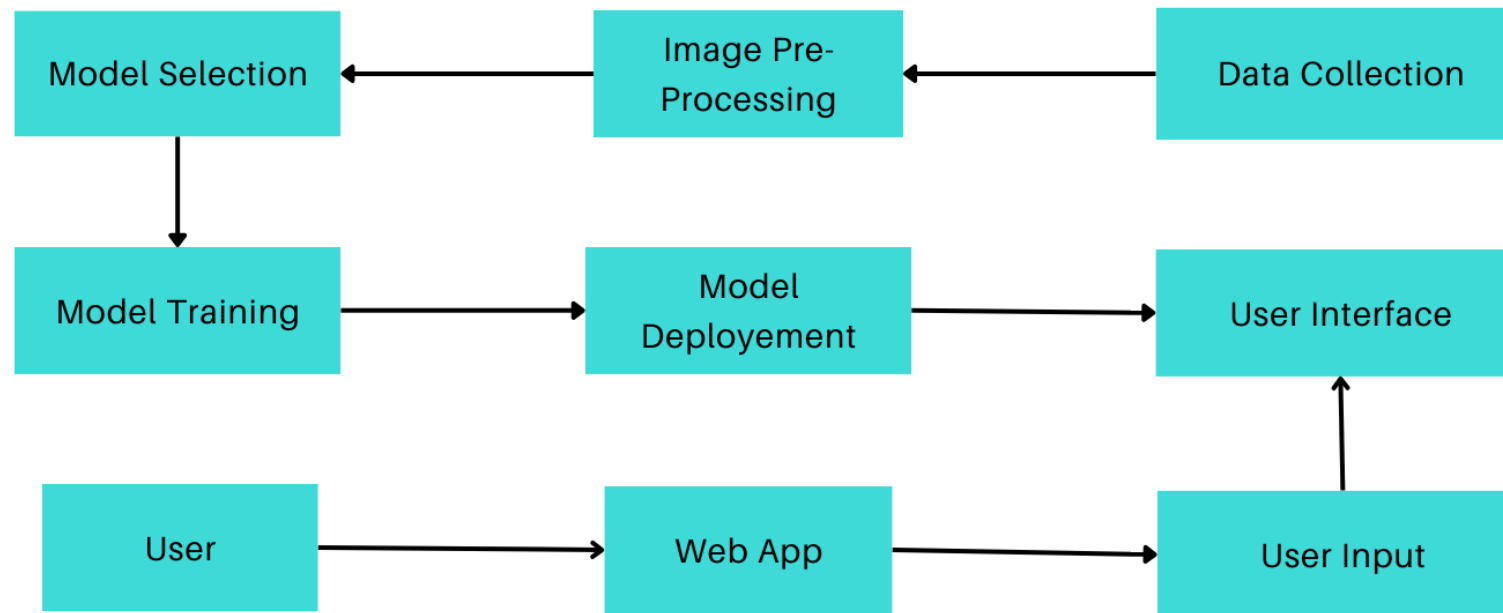 Model Selection
Image Pre-
Processing
Data Collection
Model Training
Model
Deployement
User Interface
User
Web App
User Input